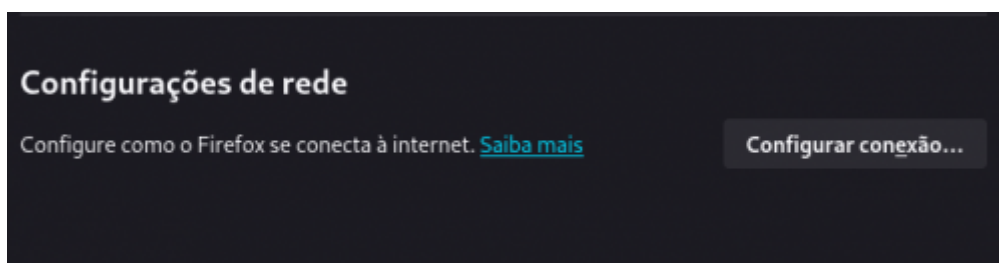 Configurações de rede
Configure como o Firefox se conecta à internet. Saiba mais
Configurar conexão...